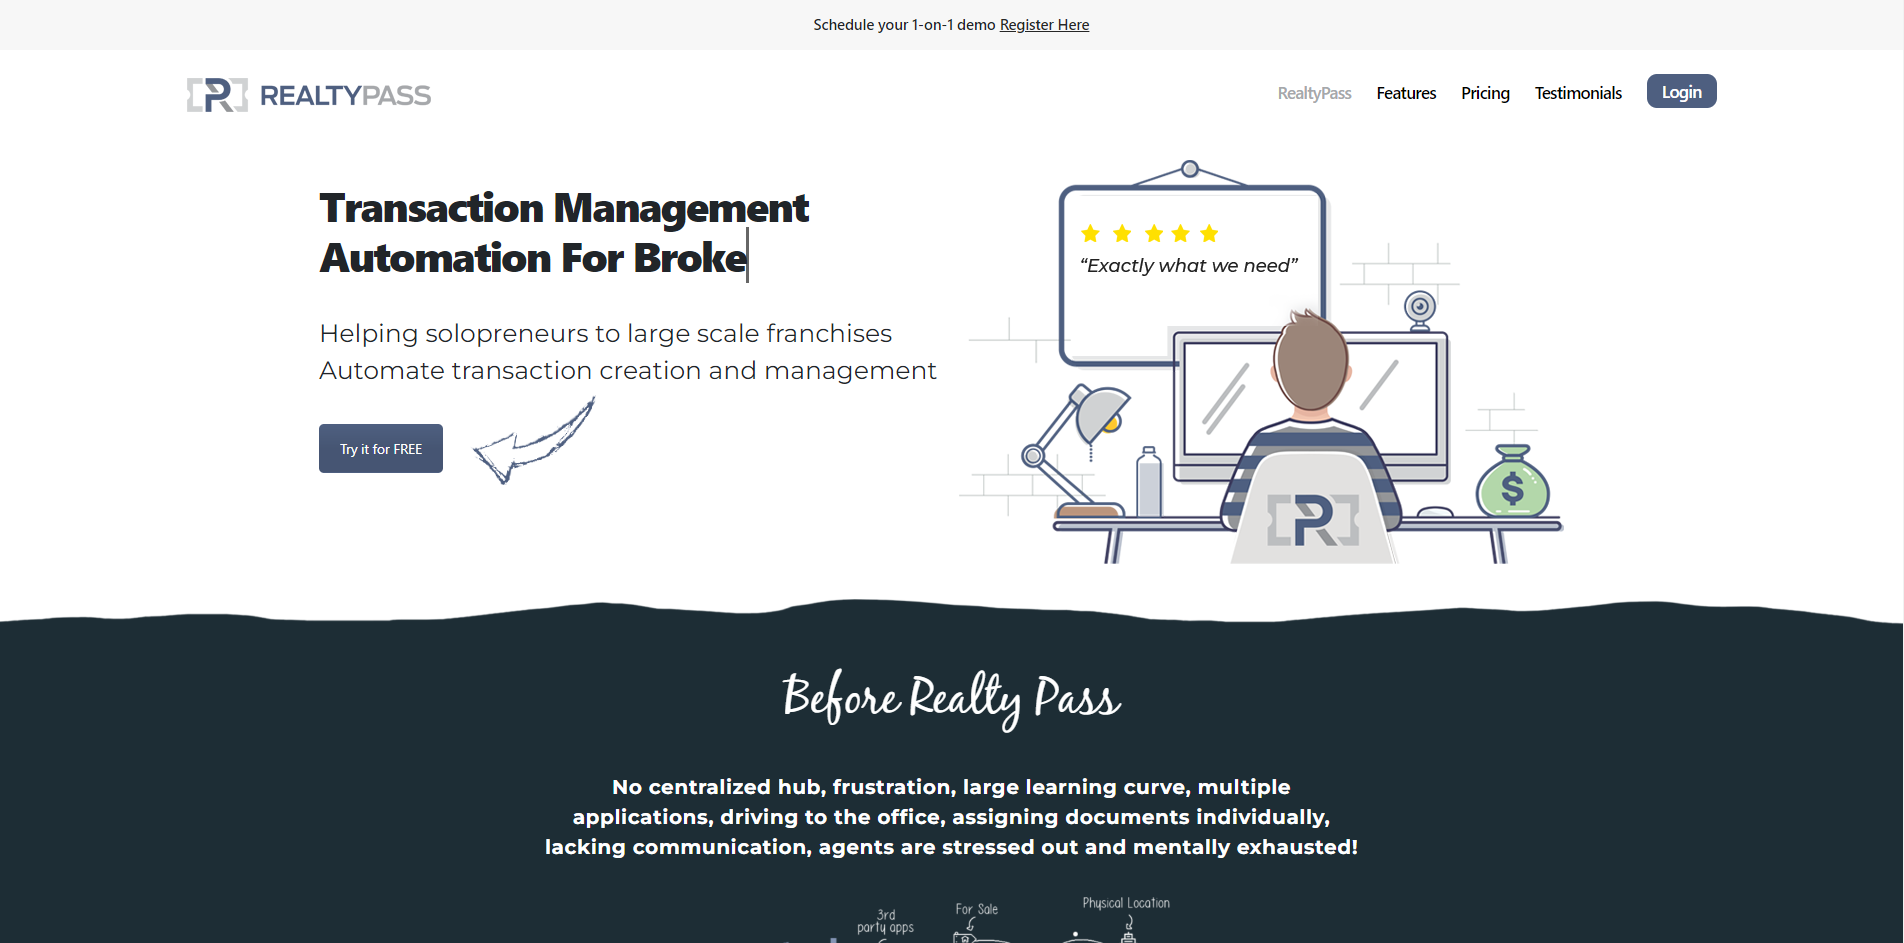 Schedule your 1-on-1 demo Register Here
REALTYPASS
RealtyPass Features Pricing Testimonials Login
Transaction Management
Automation For Broke
“Exactly what we need”
Helping solopreneurs to large scale franchises
Automate transaction creation and management
Try it for FREE
$
R
Before Realty Pass
No centralized hub, frustration, large learning curve, multiple
applications, driving to the office, assigning documents individually,
lacking communication, agents are stressed out and mentally exhausted!
3rd
party apps
For Sale
Physical Location